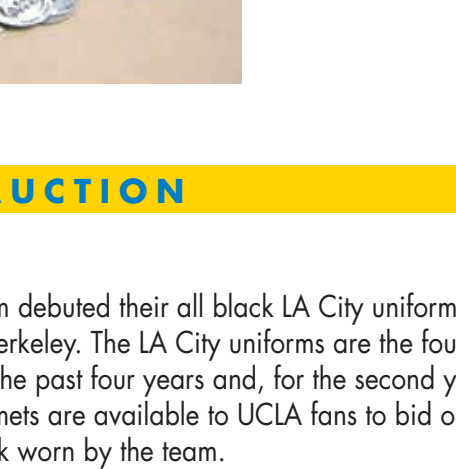 AUCTION
m debuted their all black LA City uniform
erkeley. The LA City uniforms are the fou
he past four years and, for the second y
mets are available to UCLA fans to bid o
k worn by the team.